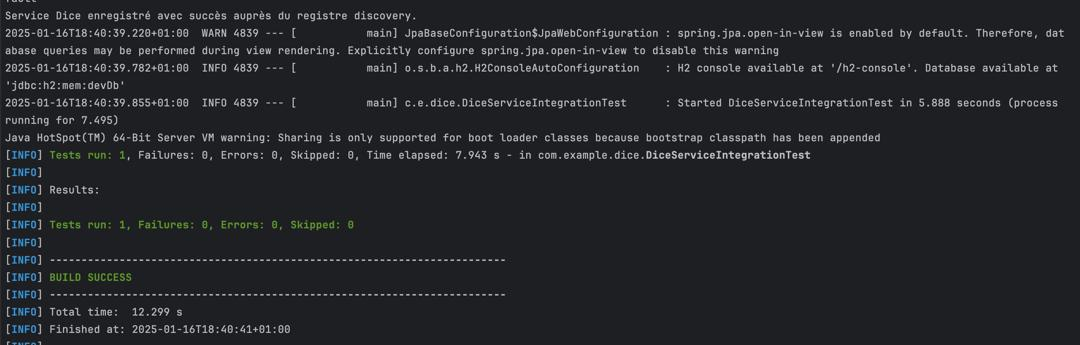 Service Dice enregistré avec succès auprès du registre discovery.
2025-01-16T18:40:39.220+01:00  WARN 4839 --- [           main] JpaBaseConfiguration$JpaWebConfiguration : spring.jpa.open-in-view is enabled by default. Therefore, dat
abase queries may be performed during view rendering. Explicitly configure spring.jpa.open-in-view to disable this warning
2025-01-16T18:40:39.782+01:00  INFO 4839 --- [           main] o.s.b.a.h2.H2ConsoleAutoConfiguration    : H2 console available at '/h2-console'. Database available at
'jdbc:h2:mem:devDb'
2025-01-16T18:40:39.855+01:00  INFO 4839 --- [           main] c.e.dice.DiceServiceIntegrationTest      : Started DiceServiceIntegrationTest in 5.888 seconds (process
running for 7.495)
Java HotSpot(TM) 64-Bit Server VM warning: Sharing is only supported for boot loader classes because bootstrap classpath has been appended
[INFO] Tests run: 1, Failures: 0, Errors: 0, Skipped: 0, Time elapsed: 7.943 s - in com.example.dice.DiceServiceIntegrationTest
[INFO]
[INFO] Results:
[INFO]
[INFO] Tests run: 1, Failures: 0, Errors: 0, Skipped: 0
[INFO]
[INFO] ------------------------------------------------------------------------
[INFO] BUILD SUCCESS
[INFO] ------------------------------------------------------------------------
[INFO] Total time:  12.299 s
[INFO] Finished at: 2025-01-16T18:40:41+01:00